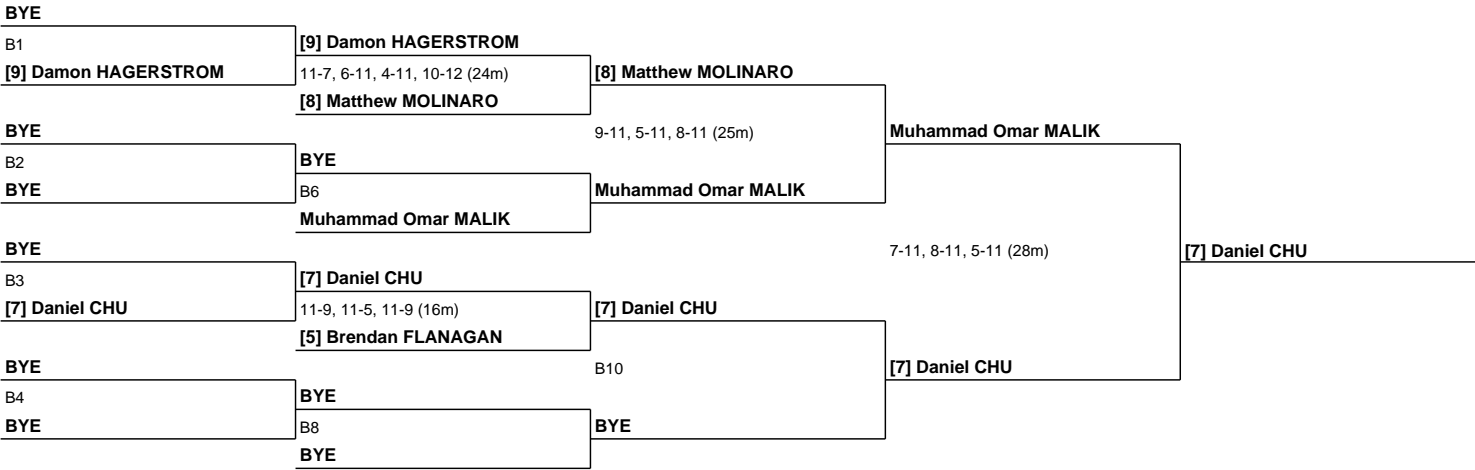 BYE
B1
[9] Damon HAGERSTROM
[9] Damon HAGERSTROM
11-7, 6-11, 4-11, 10-12 (24m)
[8] Matthew MOLINARO
[8] Matthew MOLINARO
BYE
9-11, 5-11, 8-11 (25m)
Muhammad Omar MALIK
B2
BYE
BYE
B6
Muhammad Omar MALIK
Muhammad Omar MALIK
BYE
7-11, 8-11, 5-11 (28m)
[7] Daniel CHU
B3
[7] Daniel CHU
[7] Daniel CHU
11-9, 11-5, 11-9 (16m)
[7] Daniel CHU
[5] Brendan FLANAGAN
BYE
B10
[7] Daniel CHU
B4
BYE
BYE
B8
BYE
BYE